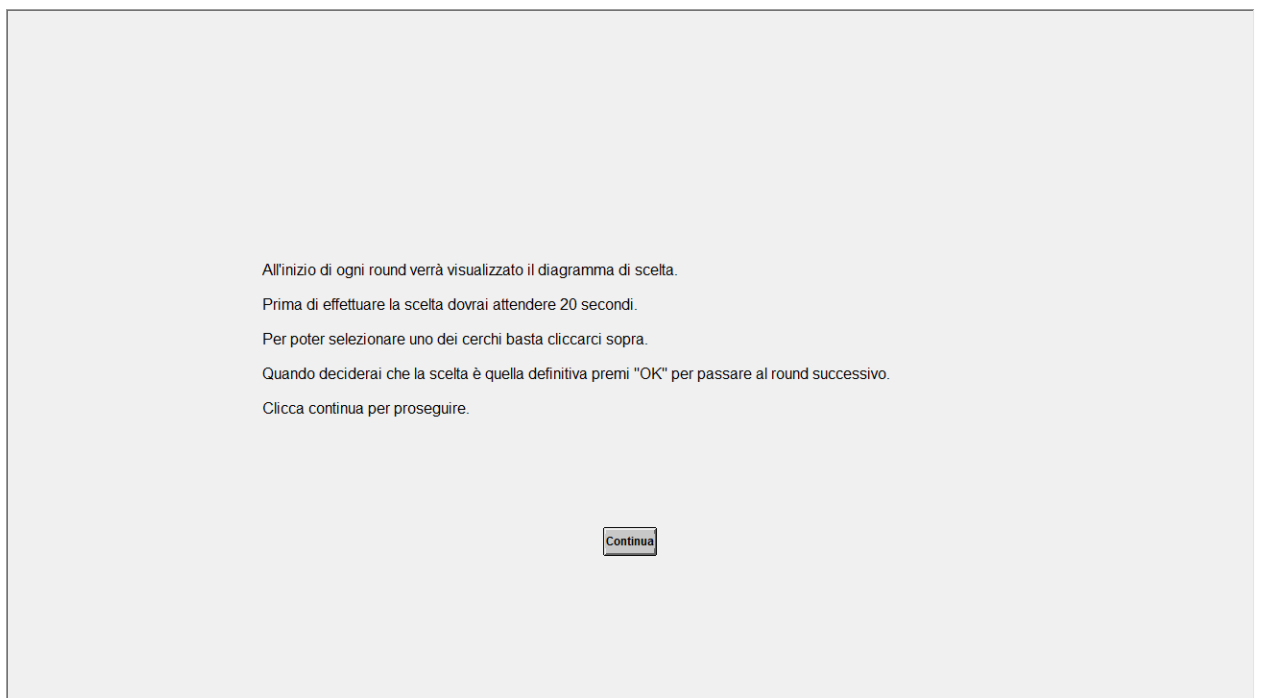 All'inizio di ogni round verrà visualizzato il diagramma di scelta.
Prima di effettuare la scelta dovrai attendere 20 secondi.
Per poter selezionare uno dei cerchi basta cliccarci sopra.
Quando deciderai che la scelta è quella definitiva premi "OK" per passare al round successivo.
Clicca continua per proseguire.
Continua